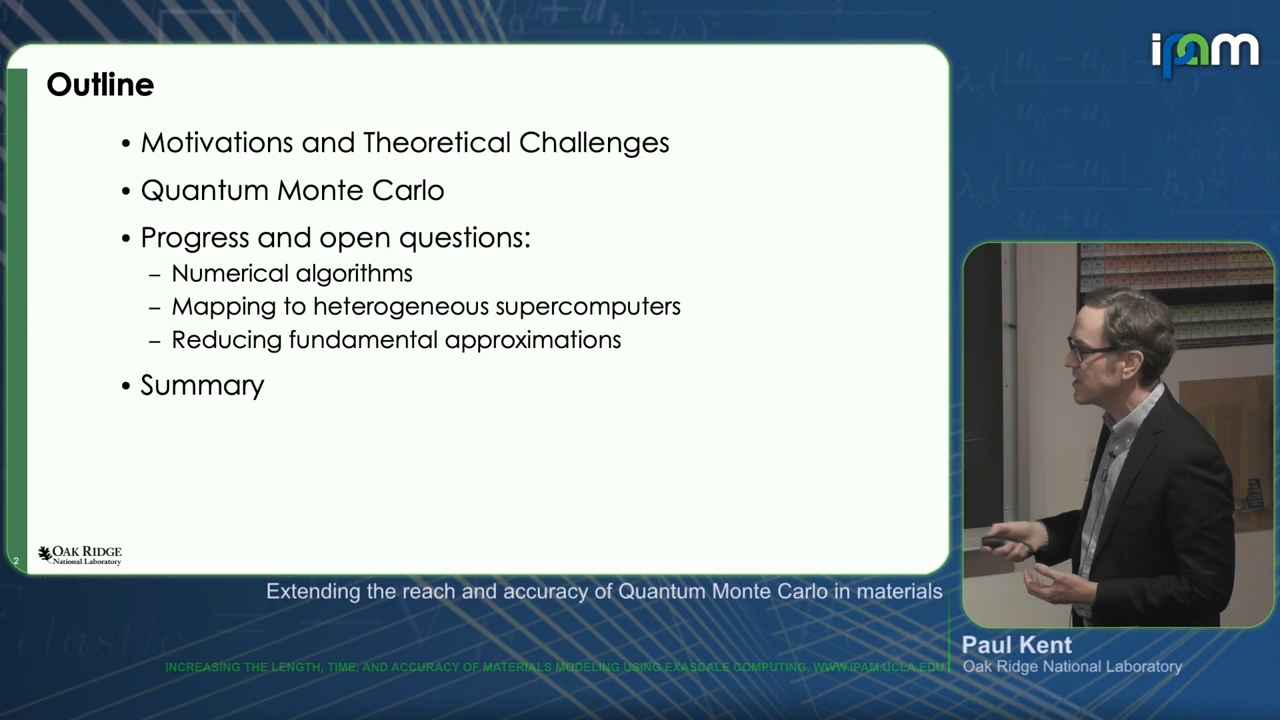 Outline
• Motivations and Theoretical Challenges
• Quantum Monte Carlo
• Progress and open questions:
– Numerical algorithms
– Mapping to heterogeneous supercomputers
– Reducing fundamental approximations
• Summary
2
OAK RIDGE
National Laboratory
ipam
Extending the reach and accuracy of Quantum Monte Carlo in materials
Paul Kent
Oak Ridge National Laboratory
INCREASING THE LENGTH, TIME, AND ACCURACY OF MATERIALS MODELING USING EXASCALE COMPUTING, WWW.IPAM.UCLA.EDU
elastic